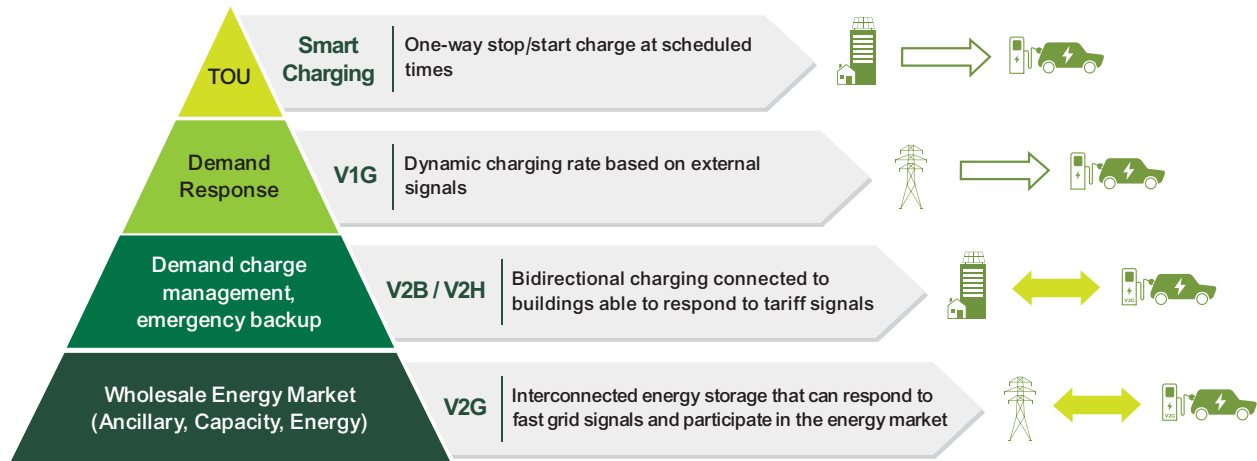 TOU
Smart
Charging
One-way stop/start charge at scheduled
times
Demand
Response
V1G
Dynamic charging rate based on external
signals
Demand charge
management,
emergency backup
V2B / V2H
Bidirectional charging connected to
buildings able to respond to tariff signals
V2G
Wholesale Energy Market
(Ancillary, Capacity, Energy)
V2G
Interconnected energy storage that can respond to
fast grid signals and participate in the energy market
V2G